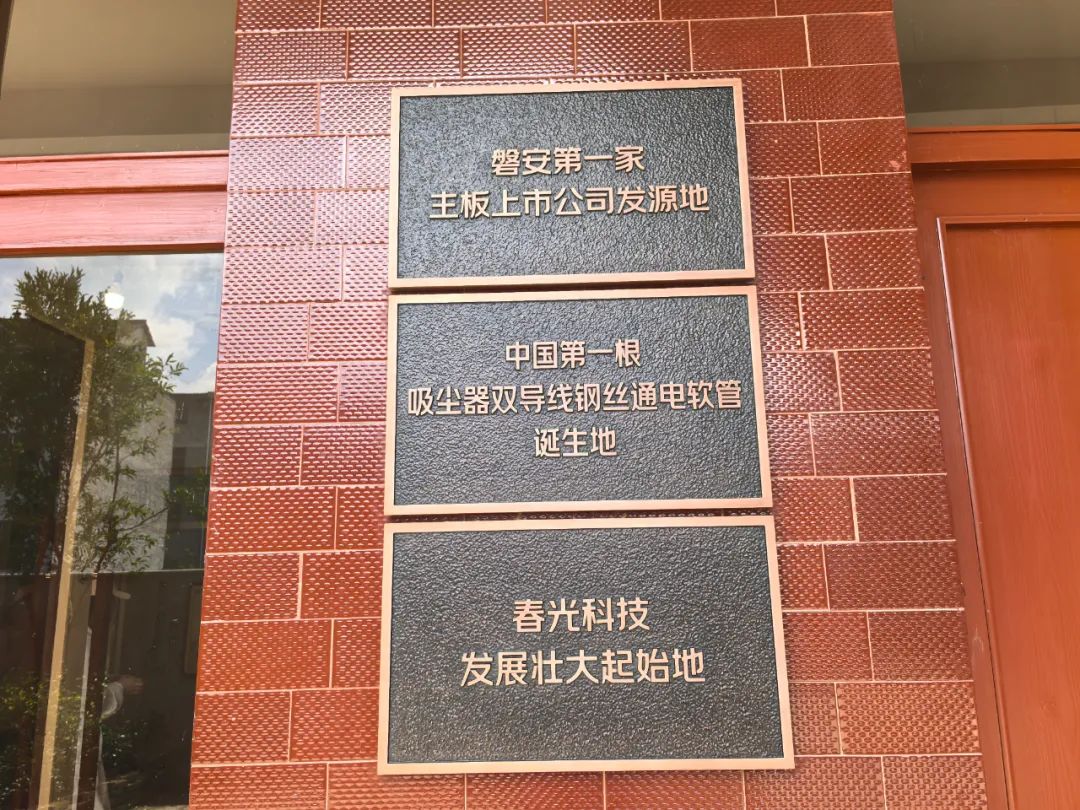 磐安第一家
主板上市公司发源地
中国第一根
吸尘器双导线钢丝通电软管
诞生地
春光科技
发展壮大起始地